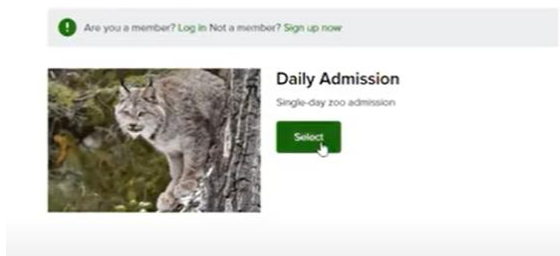 Are you a member? Log in Not a member? Sign up now
Daily Admission
Single-day zoo admission
Select